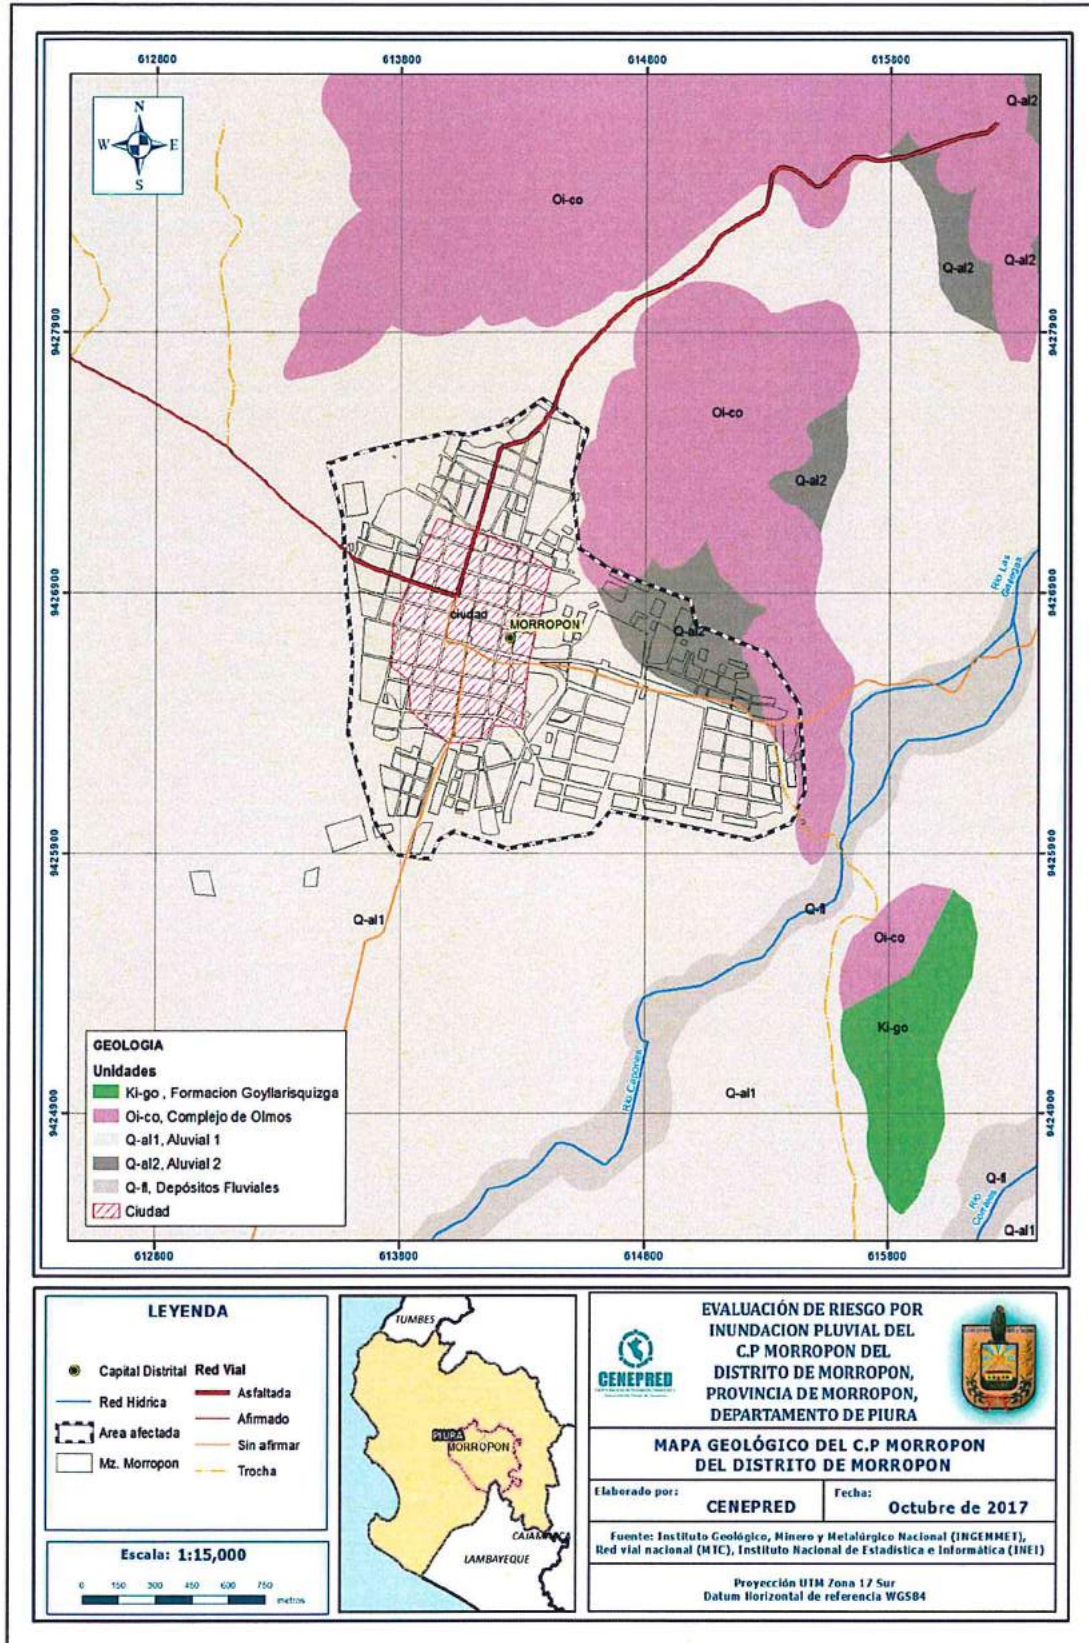 612800
613800
614800
615800
N
W
E
S
Q-al2
Oi-co
Q-al2
Q-al2
9427900
9427900
Oi-co
Q-al2
Río Las
9426900
9426900
ciudad
MORROPON
Q-al2
9425900
9425900
Q-al1
Q-fl
Oi-co
Ki-go
Río Capones
Q-al1
9424900
9424900
Q-fl
Río
Corrales
Q-al1
GEOLOGIA
Unidades
Ki-go , Formacion Goyllarisquizga
Oi-co, Complejo de Olmos
Q-al1, Aluvial 1
Q-al2, Aluvial 2
Q-fl, Depósitos Fluviales
Ciudad
612800
613800
614800
615800
LEYENDA
Capital Distrital
Red Hídrica
Area afectada
Mz. Morropon
Red Vial
Asfaltada
Afirmado
Sin afirmar
Trocha
Escala: 1:15,000
0 150 300 450 600 750
metros
TUMBES
PIURA
MORROPON
CAJAMARCA
LAMBAYEQUE
CENEPRED
EVALUACIÓN DE RIESGO POR
INUNDACION PLUVIAL DEL
C.P MORROPON DEL
DISTRITO DE MORROPON,
PROVINCIA DE MORROPON,
DEPARTAMENTO DE PIURA
MAPA GEOLÓGICO DEL C.P MORROPON
DEL DISTRITO DE MORROPON
Elaborado por:
CENEPRED
Fecha:
Octubre de 2017
Fuente: Instituto Geológico, Minero y Metalúrgico Nacional (INGEMMET),
Red vial nacional (MTC), Instituto Nacional de Estadística e Informática (INEI)
Proyección UTM Zona 17 Sur
Datum Horizontal de referencia WGS84